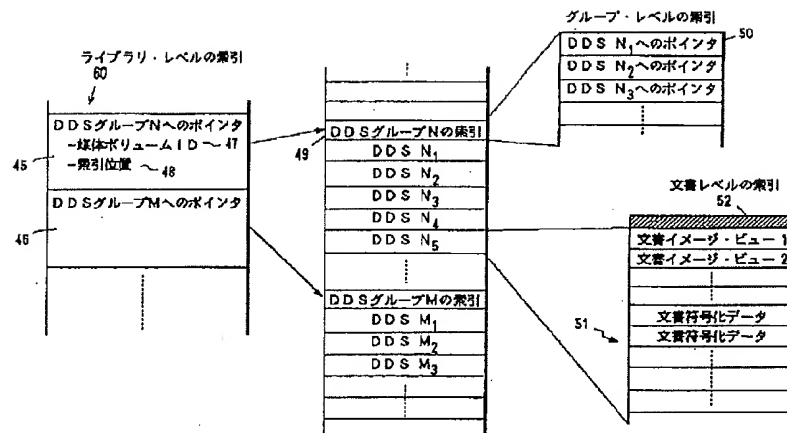 ライブラリ・レベルの索引
60
DDSグループNへのポインタ
-媒体ボリュームID 47
-索引位置 48
45
DDSグループMへのポインタ
46
DDSグループNの索引
49
DDS N1
DDS N2
DDS N3
DDS N4
DDS N5
DDSグループMの索引
DDS M1
DDS M2
DDS M3
グループ・レベルの索引
50
DDS N1へのポインタ
DDS N2へのポインタ
DDS N3へのポインタ
文書レベルの索引
52
文書イメージ・ビュー 1
文書イメージ・ビュー 2
51
文書符号化データ
文書符号化データ